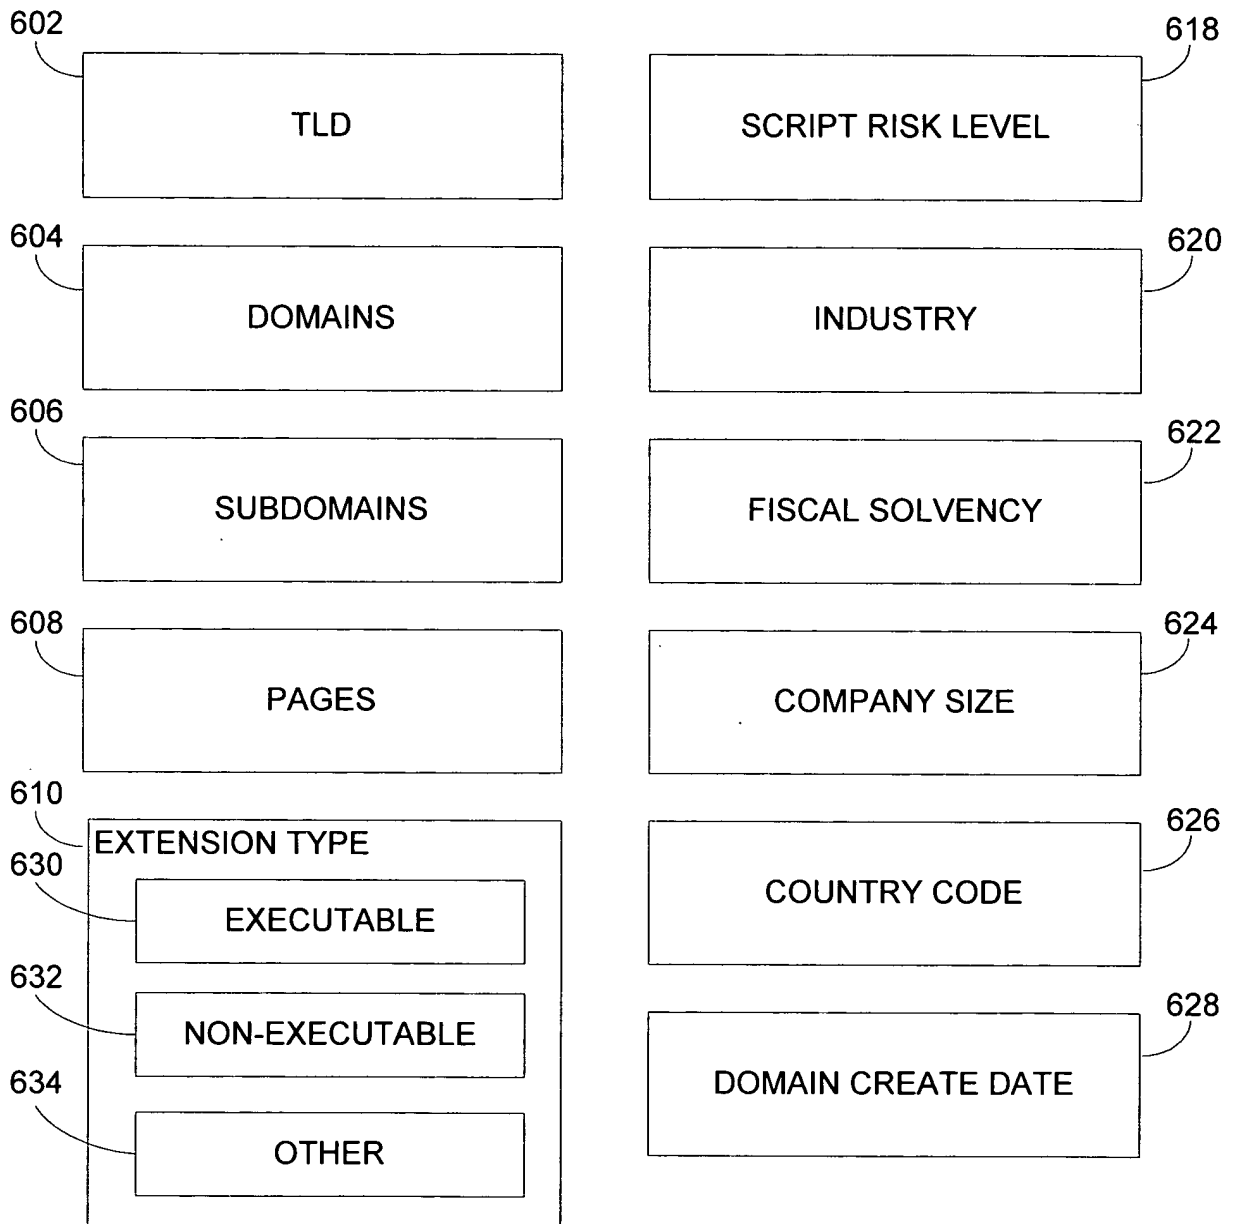 602
TLD
604
DOMAINS
606
SUBDOMAINS
608
PAGES
610
EXTENSION TYPE
630
EXECUTABLE
632
NON-EXECUTABLE
634
OTHER
618
SCRIPT RISK LEVEL
620
INDUSTRY
622
FISCAL SOLVENCY
624
COMPANY SIZE
626
COUNTRY CODE
628
DOMAIN CREATE DATE